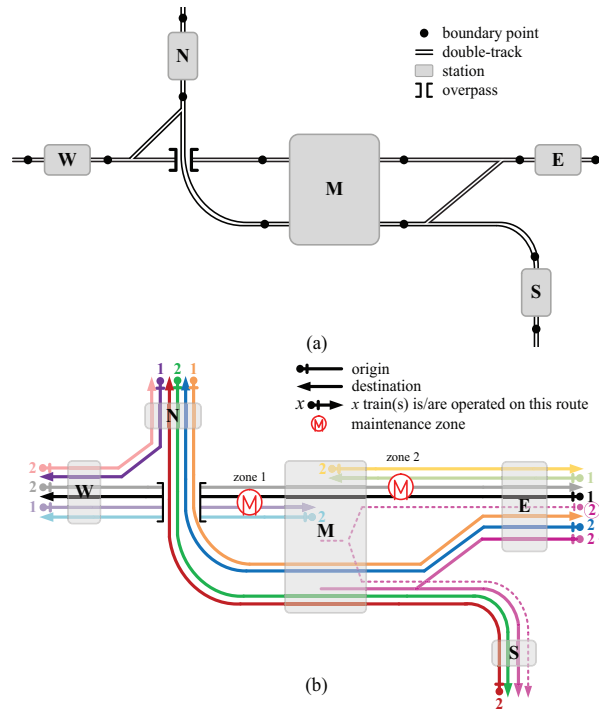 N
boundary point
double-track
station
overpass
W
M
E
S
(a)
1 2 1
origin
destination
x x train(s) is/are operated on this route
M maintenance zone
N
zone 1
zone 2
2
2
1
2
W
2
1
M
M
1
1
2
M
2
E
2
2
S
2
(b)